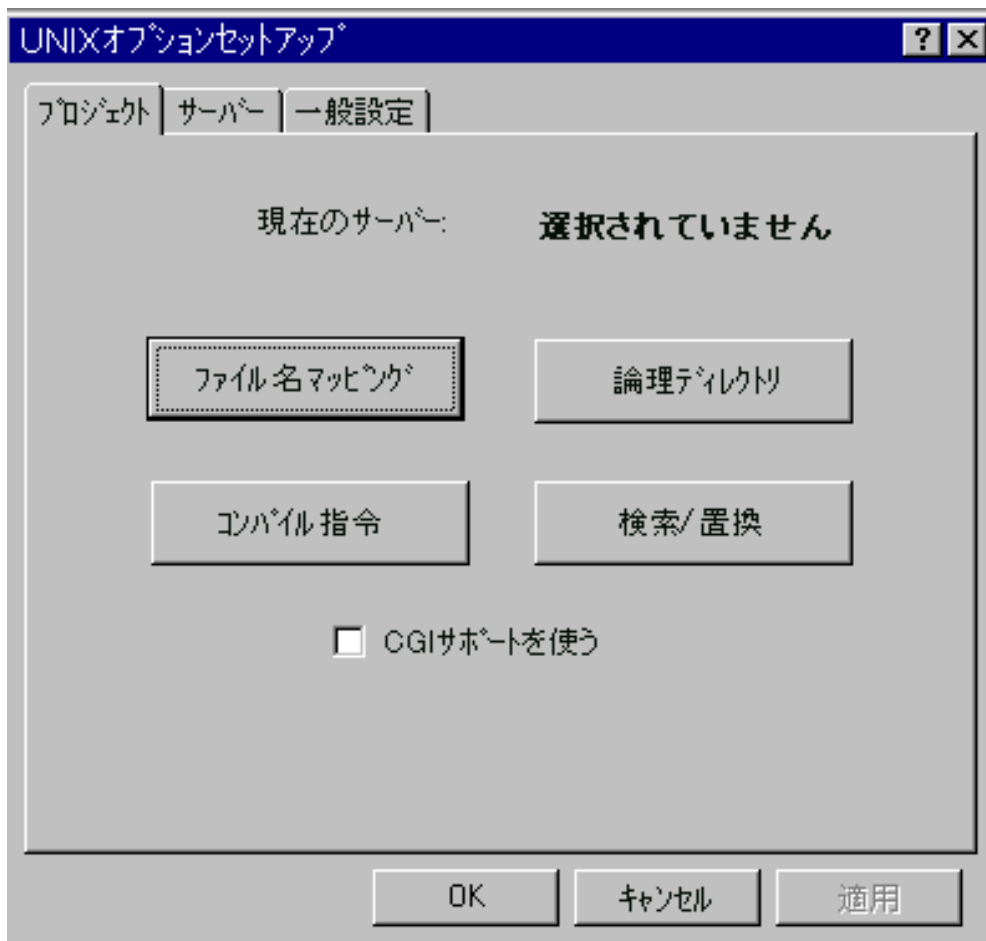 UNIXオプションセットアップ
プロジェクト サーバー 一般設定
現在のサーバー: 選択されていません
ファイル名マッピング 論理ディレクトリ
コンパイル指令 検索/置換
CGIサポートを使う
OK キャンセル 適用